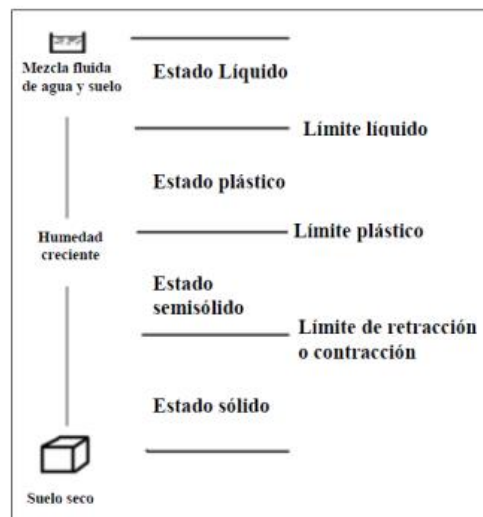 Mezcla fluida
de agua y suelo
Estado Líquido
Límite líquido
Estado plástico
Humedad
creciente
Límite plástico
Estado
semisólido
Límite de retracción
o contracción
Estado sólido
Suelo seco